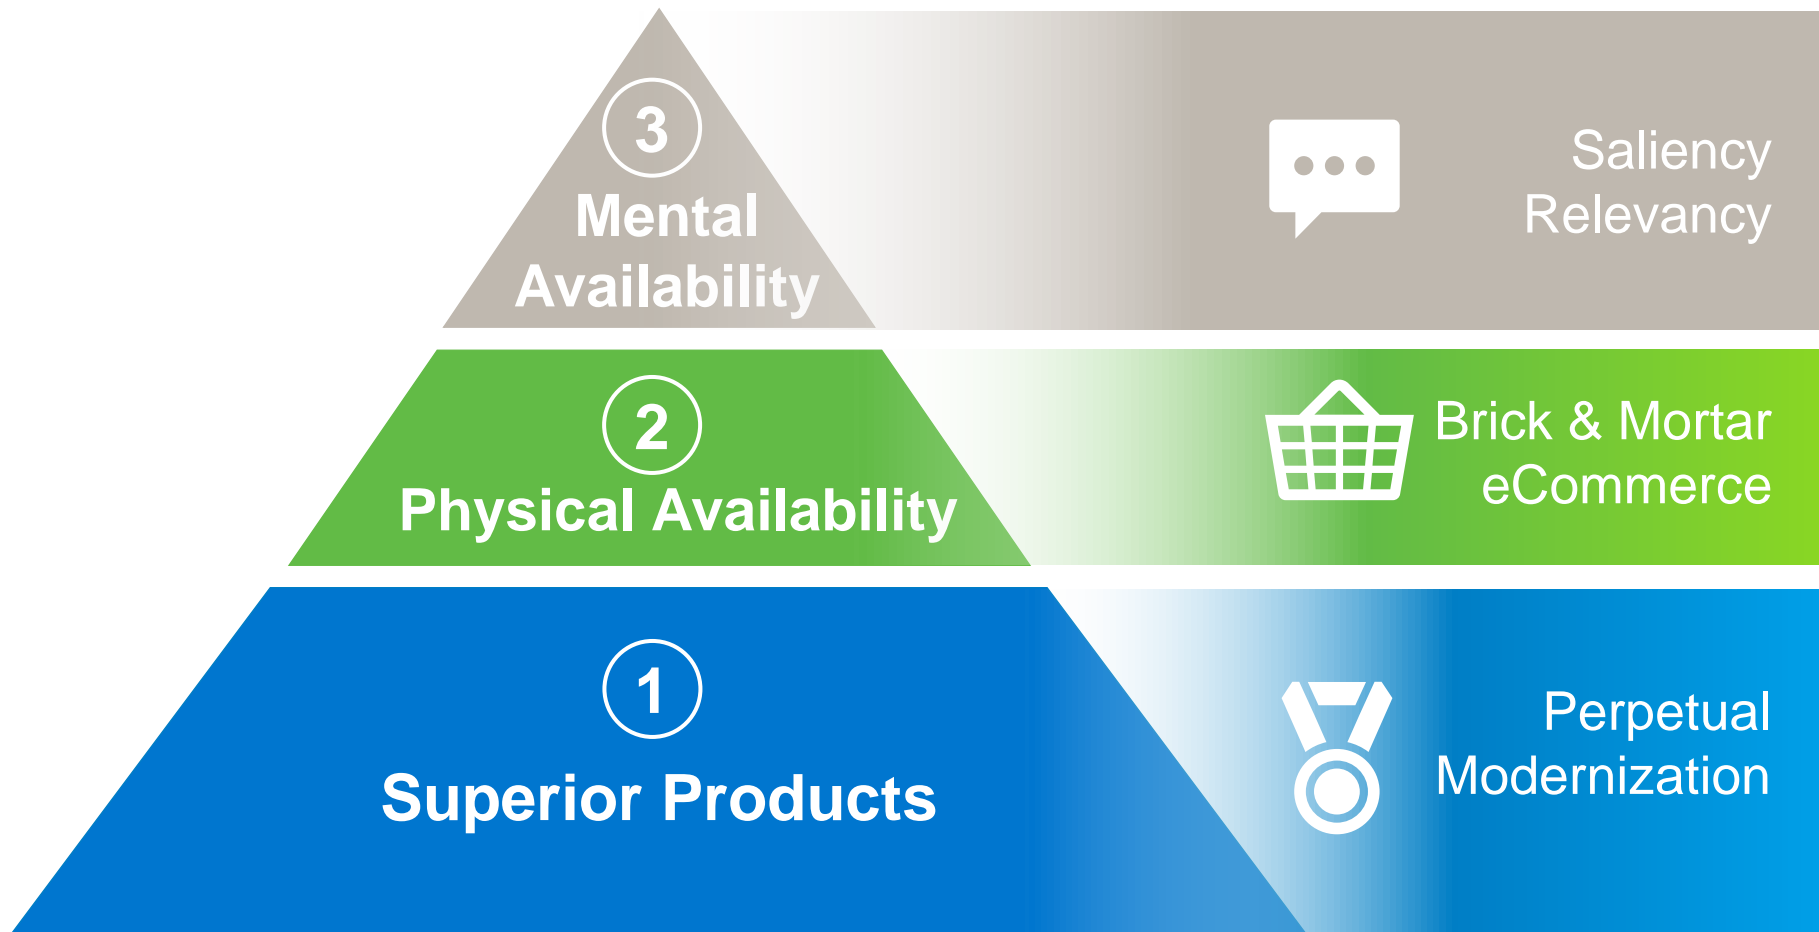 3
Mental
Availability
Saliency
Relevancy
2
Physical Availability
Brick & Mortar
eCommerce
1
Superior Products
Perpetual
Modernization